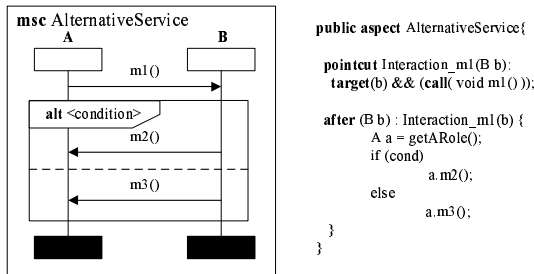 msc AlternativeService
A B
m1()
alt <condition>
m2()
m3()
public aspect AlternativeService{
pointcut Interaction_m1(B b):
target(b) && (call( void m1() ));
after (B b) : Interaction_m1(b) {
A a = getARole();
if (cond)
a.m2();
else
a.m3();
}
}